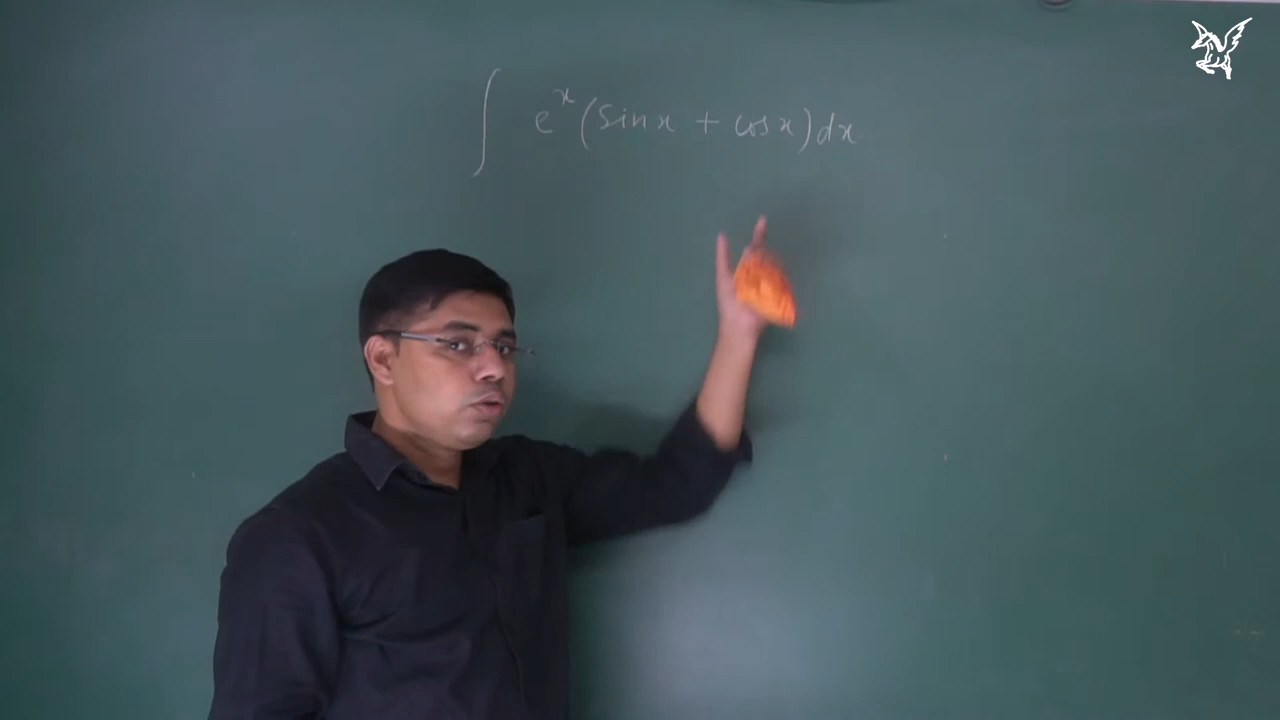 ∫ e^x (sin x + cos x) dx